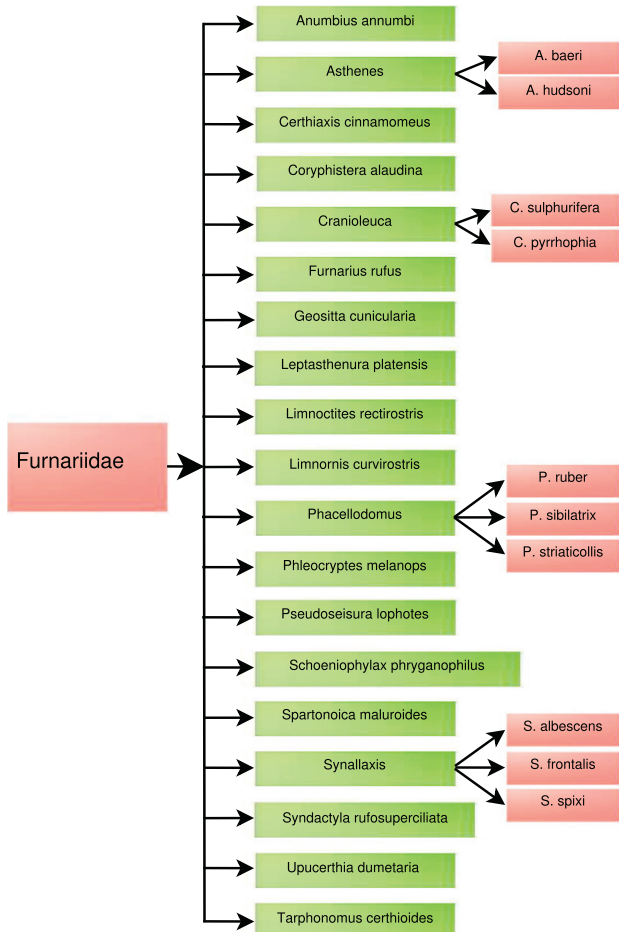 Anumbius annumbi
Asthenes
A. baeri
A. hudsoni
Certhiaxis cinnamomeus
Coryphistera alaudina
Cranioleuca
C. sulphurifera
C. pyrrhophia
Furnarius rufus
Geositta cunicularia
Leptasthenura platensis
Limnoctites rectirostris
Furnariidae
Limnornis curvirostris
Phacellodomus
P. ruber
P. sibilatrix
P. striaticollis
Phleocryptes melanops
Pseudoseisura lophotes
Schoeniophylax phryganophilus
Spartonoica maluroides
Synallaxis
S. albescens
S. frontalis
S. spixi
Syndactyla rufosuperciliata
Upucerthia dumetaria
Tarphonomus certhioides